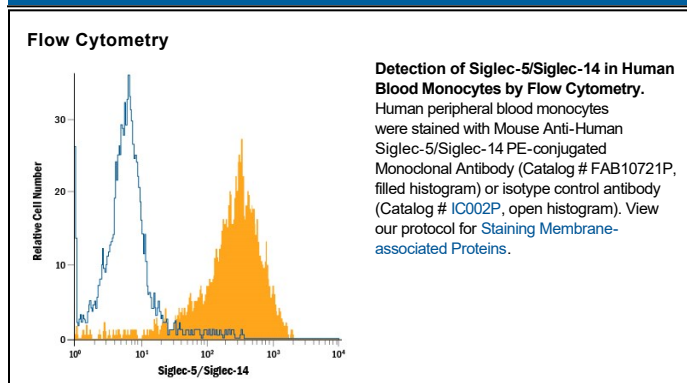 Flow Cytometry
Relative Cell Number
30
20
10
0
10⁰ 10¹ 10² 10³ 10⁴
Siglec-5/Siglec-14
Detection of Siglec-5/Siglec-14 in Human
Blood Monocytes by Flow Cytometry.
Human peripheral blood monocytes
were stained with Mouse Anti-Human
Siglec-5/Siglec-14 PE-conjugated
Monoclonal Antibody (Catalog # FAB10721P,
filled histogram) or isotype control antibody
(Catalog # IC002P, open histogram). View
our protocol for Staining Membrane-
associated Proteins.